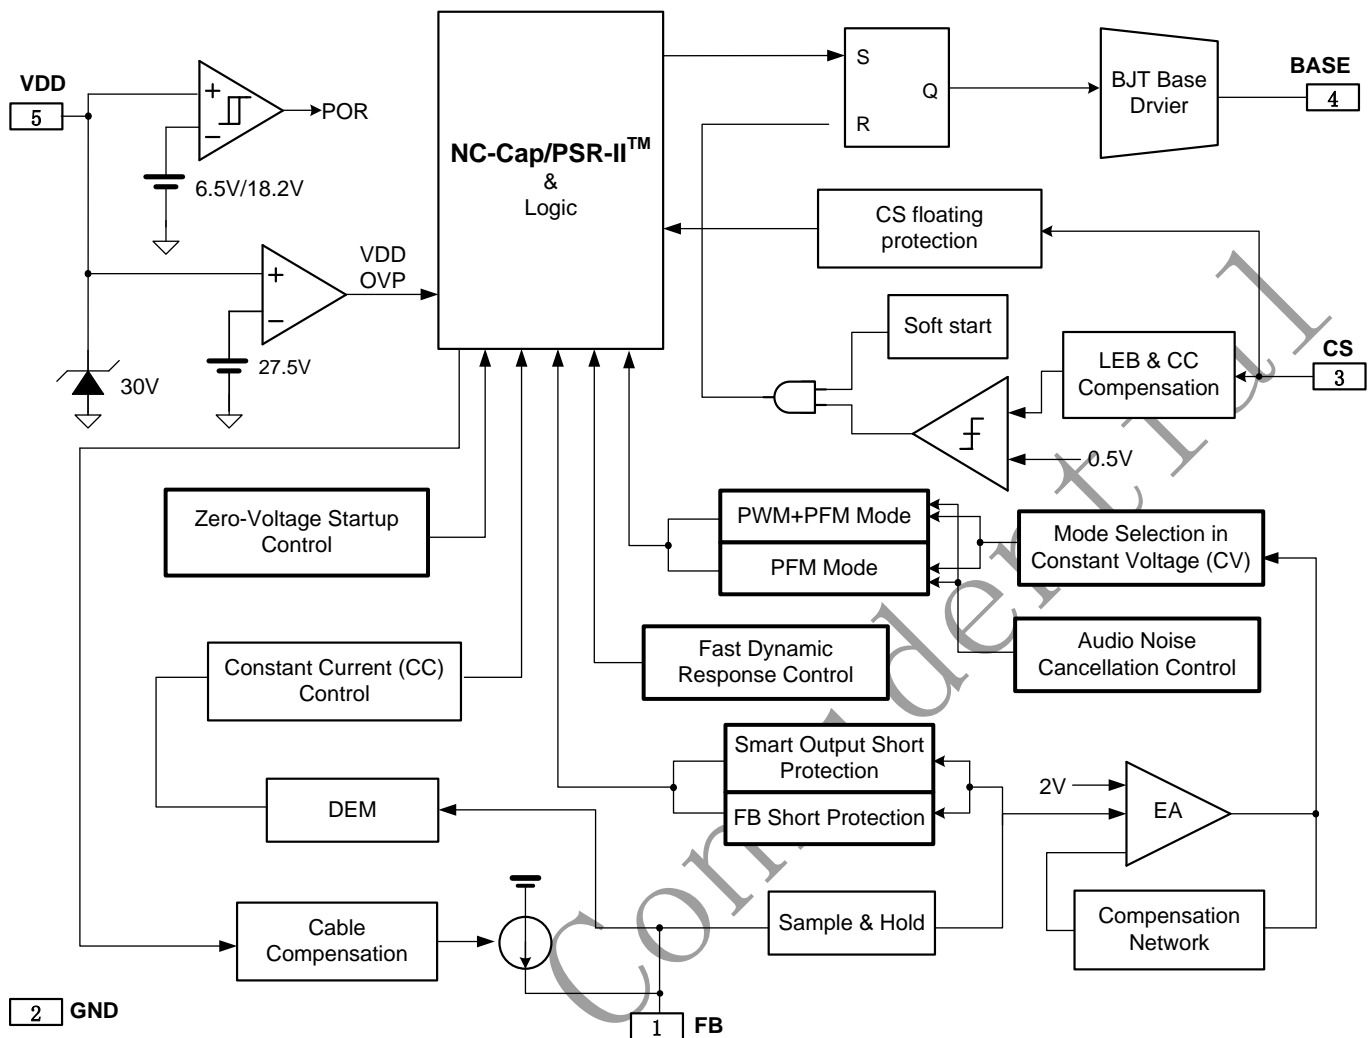 VDD
5
+
−
POR
6.5V/18.2V
+
−
VDD
OVP
27.5V
30V
NC-Cap/PSR-II™
&
Logic
S
R
Q
BJT Base
Drvier
BASE
4
CS floating
protection
Soft start
LEB & CC
Compensation
CS
3
0.5V
Zero-Voltage Startup
Control
PWM+PFM Mode
PFM Mode
Mode Selection in
Constant Voltage (CV)
Constant Current (CC)
Control
Fast Dynamic
Response Control
Audio Noise
Cancellation Control
Smart Output Short
Protection
FB Short Protection
DEM
2V
EA
Cable
Compensation
Sample & Hold
Compensation
Network
2
GND
1
FB
Confidential